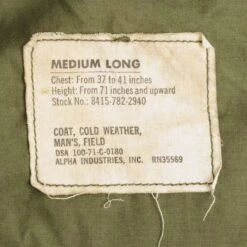 MEDIUM LONG
Chest: From 37 to 41 inches
Height: From 71 inches and upward
Stock No.: 8415-782-2940
COAT, COLD WEATHER,
MAN'S, FIELD
DSA 100-71-C-0180
ALPHA INDUSTRIES, INC. RN35569